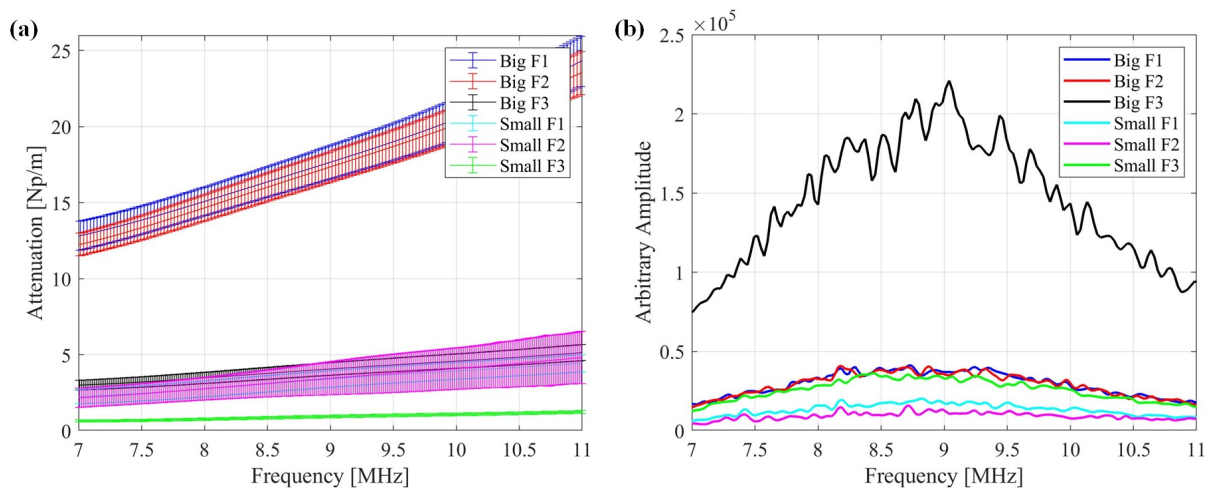 (a)
Attenuation [Np/m]
25
20
15
10
5
0
7
7.5
8
8.5
9
9.5
10
10.5
11
Frequency [MHz]
Big F1
Big F2
Big F3
Small F1
Small F2
Small F3
(b)
×10⁵
Arbitrary Amplitude
2.5
2
1.5
1
0.5
0
7
7.5
8
8.5
9
9.5
10
10.5
11
Frequency [MHz]
Big F1
Big F2
Big F3
Small F1
Small F2
Small F3